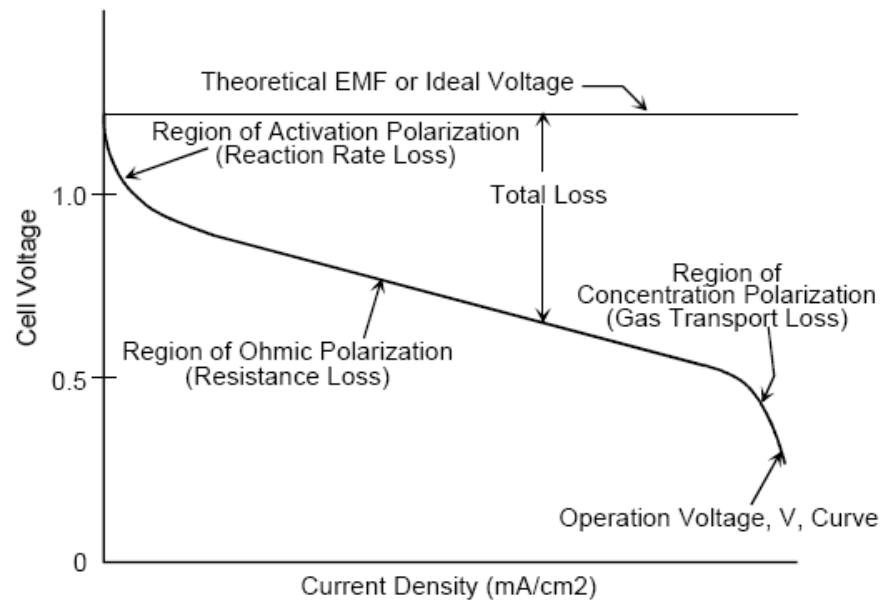 Theoretical EMF or Ideal Voltage
Region of Activation Polarization
(Reaction Rate Loss)
1.0
Total Loss
Cell Voltage
Region of
Concentration Polarization
(Gas Transport Loss)
Region of Ohmic Polarization
(Resistance Loss)
0.5
Operation Voltage, V, Curve
0
Current Density (mA/cm2)